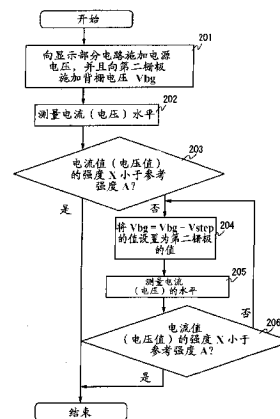 开始
201
向显示部分电路施加电源
电压，并且向第二栅极
施加背栅电压 Vbg
202
测量电流（电压）水平
203
电流值（电压值）
的强度 X 小于参考
强度 A？
是
否
将 Vbg = Vbg − Vstep
的值设置为第二栅极
的值
204
测量电流
（电压）的水平
205
电流值
（电压值）的强度 X 小于
参考强度 A？
206
否
是
结束